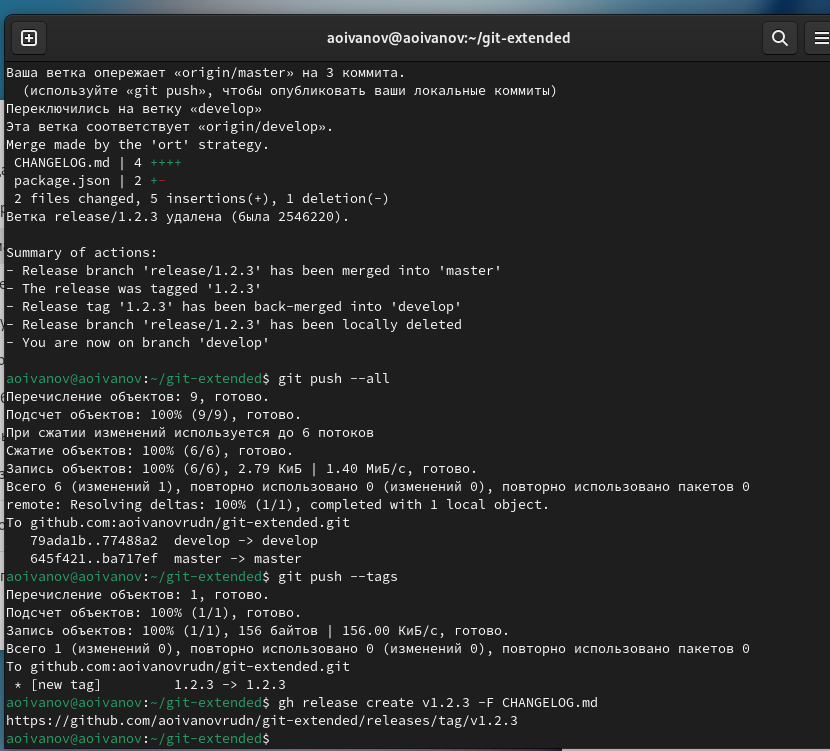 aoivanov@aoivanov:~/git-extended
Ваша ветка опережает «origin/master» на 3 коммита.
  (используйте «git push», чтобы опубликовать ваши локальные коммиты)
Переключились на ветку «develop»
Эта ветка соответствует «origin/develop».
Merge made by the 'ort' strategy.
 CHANGELOG.md | 4 ++++
 package.json | 2 +-
 2 files changed, 5 insertions(+), 1 deletion(-)
Ветка release/1.2.3 удалена (была 2546220).
Summary of actions:
- Release branch 'release/1.2.3' has been merged into 'master'
- The release was tagged '1.2.3'
- Release tag '1.2.3' has been back-merged into 'develop'
- Release branch 'release/1.2.3' has been locally deleted
- You are now on branch 'develop'
aoivanov@aoivanov:~/git-extended$ git push --all
Перечисление объектов: 9, готово.
Подсчет объектов: 100% (9/9), готово.
При сжатии изменений используется до 6 потоков
Сжатие объектов: 100% (6/6), готово.
Запись объектов: 100% (6/6), 2.79 КиБ | 1.40 МиБ/с, готово.
Всего 6 (изменений 1), повторно использовано 0 (изменений 0), повторно использовано пакетов 0
remote: Resolving deltas: 100% (1/1), completed with 1 local object.
To github.com:aoivanovrudn/git-extended.git
   79ada1b..77488a2  develop -> develop
   645f421..ba717ef  master -> master
aoivanov@aoivanov:~/git-extended$ git push --tags
Перечисление объектов: 1, готово.
Подсчет объектов: 100% (1/1), готово.
Запись объектов: 100% (1/1), 156 байтов | 156.00 КиБ/с, готово.
Всего 1 (изменений 0), повторно использовано 0 (изменений 0), повторно использовано пакетов 0
To github.com:aoivanovrudn/git-extended.git
 * [new tag]         1.2.3 -> 1.2.3
aoivanov@aoivanov:~/git-extended$ gh release create v1.2.3 -F CHANGELOG.md
https://github.com/aoivanovrudn/git-extended/releases/tag/v1.2.3
aoivanov@aoivanov:~/git-extended$